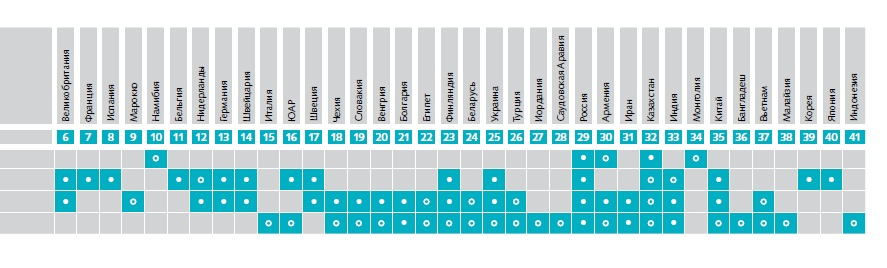 Великобритания
Франция
Испания
Марокко
Намибия
Бельгия
Нидерланды
Германия
Швейцария
Италия
ЮАР
Швеция
Чехия
Словакия
Венгрия
Болгария
Египет
Финляндия
Беларусь
Украина
Турция
Иордания
Саудовская Аравия
Россия
Армения
Иран
Казахстан
Индия
Монголия
Китай
Бангладеш
Вьетнам
Малайзия
Корея
Япония
Индонезия
6 7 8 9 10 11 12 13 14 15 16 17 18 19 20 21 22 23 24 25 26 27 28 29 30 31 32 33 34 35 36 37 38 39 40 41